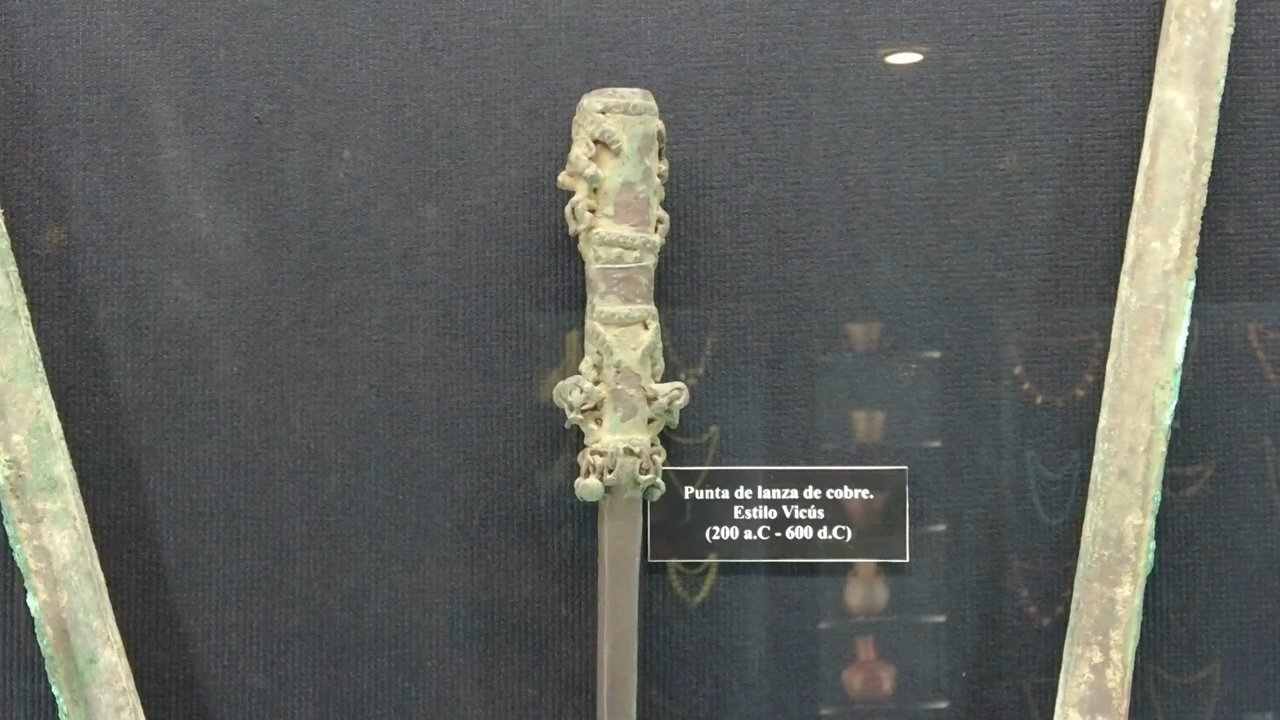 Punta de lanza de cobre.
Estilo Vicús
(200 a.C - 600 d.C)